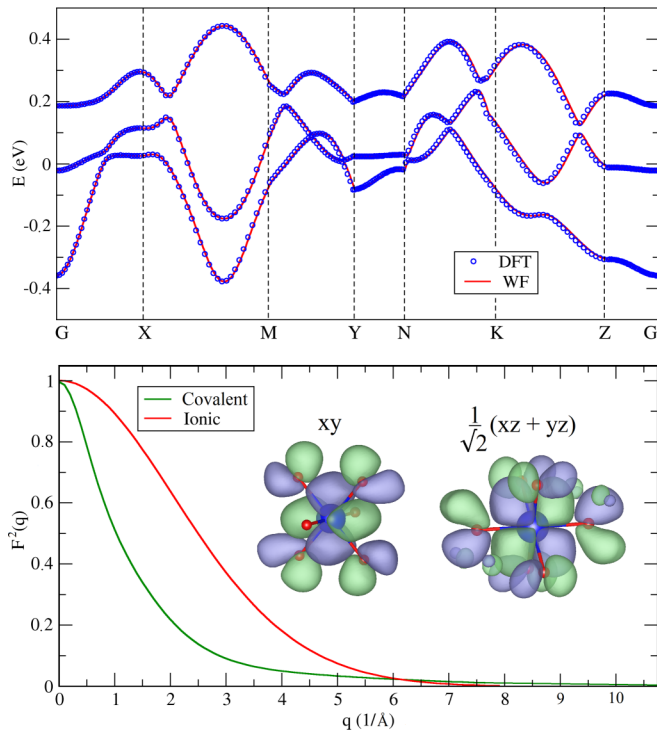 0.4
0.2
0
-0.2
-0.4
E (eV)
DFT
WF
G X M Y N K Z G
1
0.8
0.6
0.4
0.2
0
F²(q)
Covalent
Ionic
xy
1/√2 (xz + yz)
0 1 2 3 4 5 6 7 8 9 10
q (1/Å)